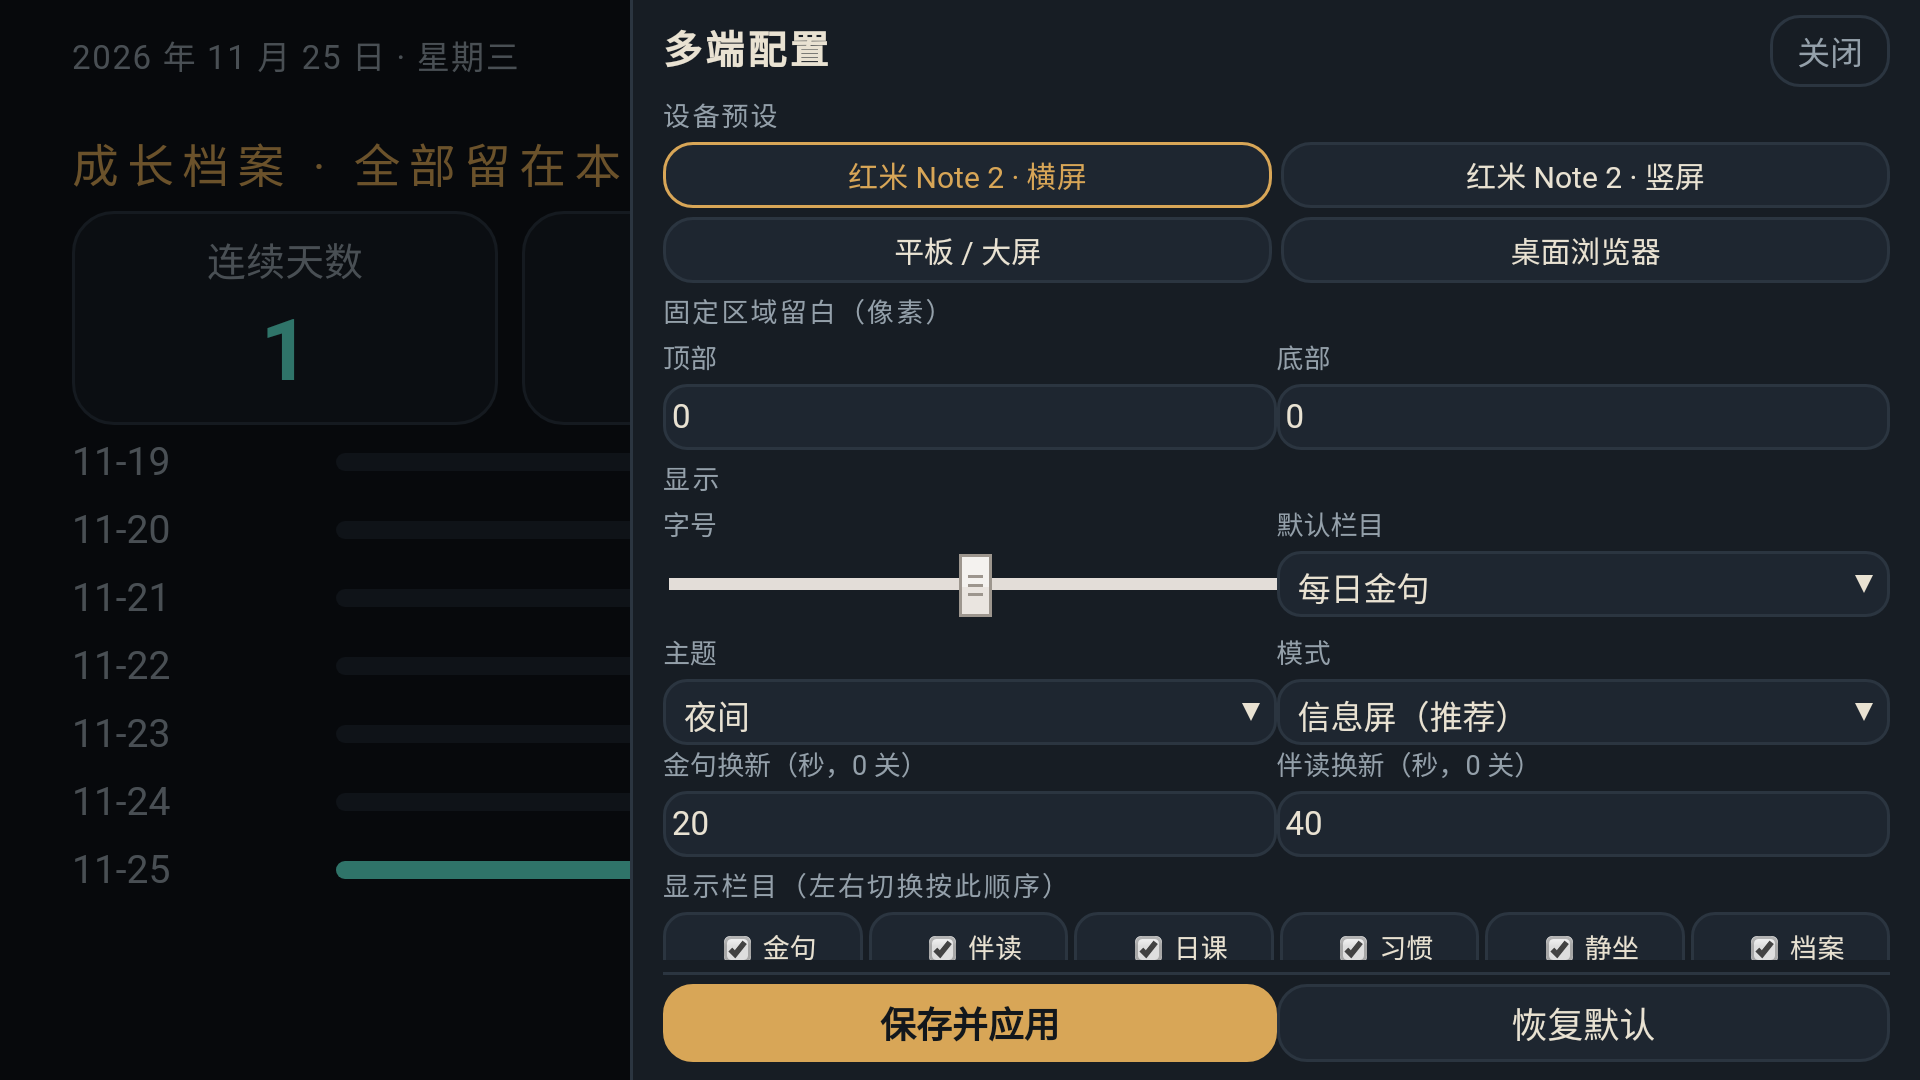 2026 年 11 月 25 日 · 星期三
成长档案 · 全部留在本
连续天数
1
11-19
11-20
11-21
11-22
11-23
11-24
11-25
多端配置
关闭
设备预设
红米 Note 2 · 横屏
红米 Note 2 · 竖屏
平板 / 大屏
桌面浏览器
固定区域留白（像素）
顶部
底部
0
0
显示
字号
默认栏目
每日金句
主题
模式
夜间
信息屏（推荐）
金句换新（秒，0 关）
伴读换新（秒，0 关）
20
40
显示栏目（左右切换按此顺序）
金句
伴读
日课
习惯
静坐
档案
保存并应用
恢复默认